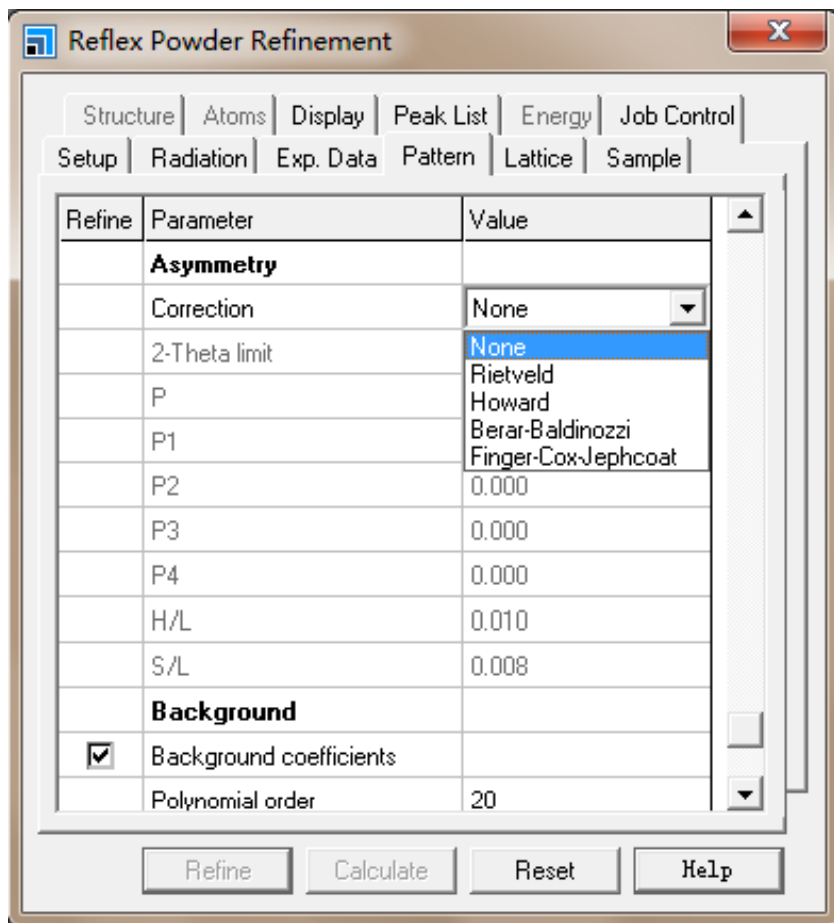 Reflex Powder Refinement
Structure Atoms Display Peak List Energy Job Control
Setup Radiation Exp. Data Pattern Lattice Sample
Refine Parameter Value
Asymmetry
Correction None
2-Theta limit None
Rietveld
P Howard
P1 Berar-Baldinozzi
Finger-Cox-Jephcoat
P2 0.000
P3 0.000
P4 0.000
H/L 0.010
S/L 0.008
Background
Background coefficients
Polynomial order 20
Refine Calculate Reset Help